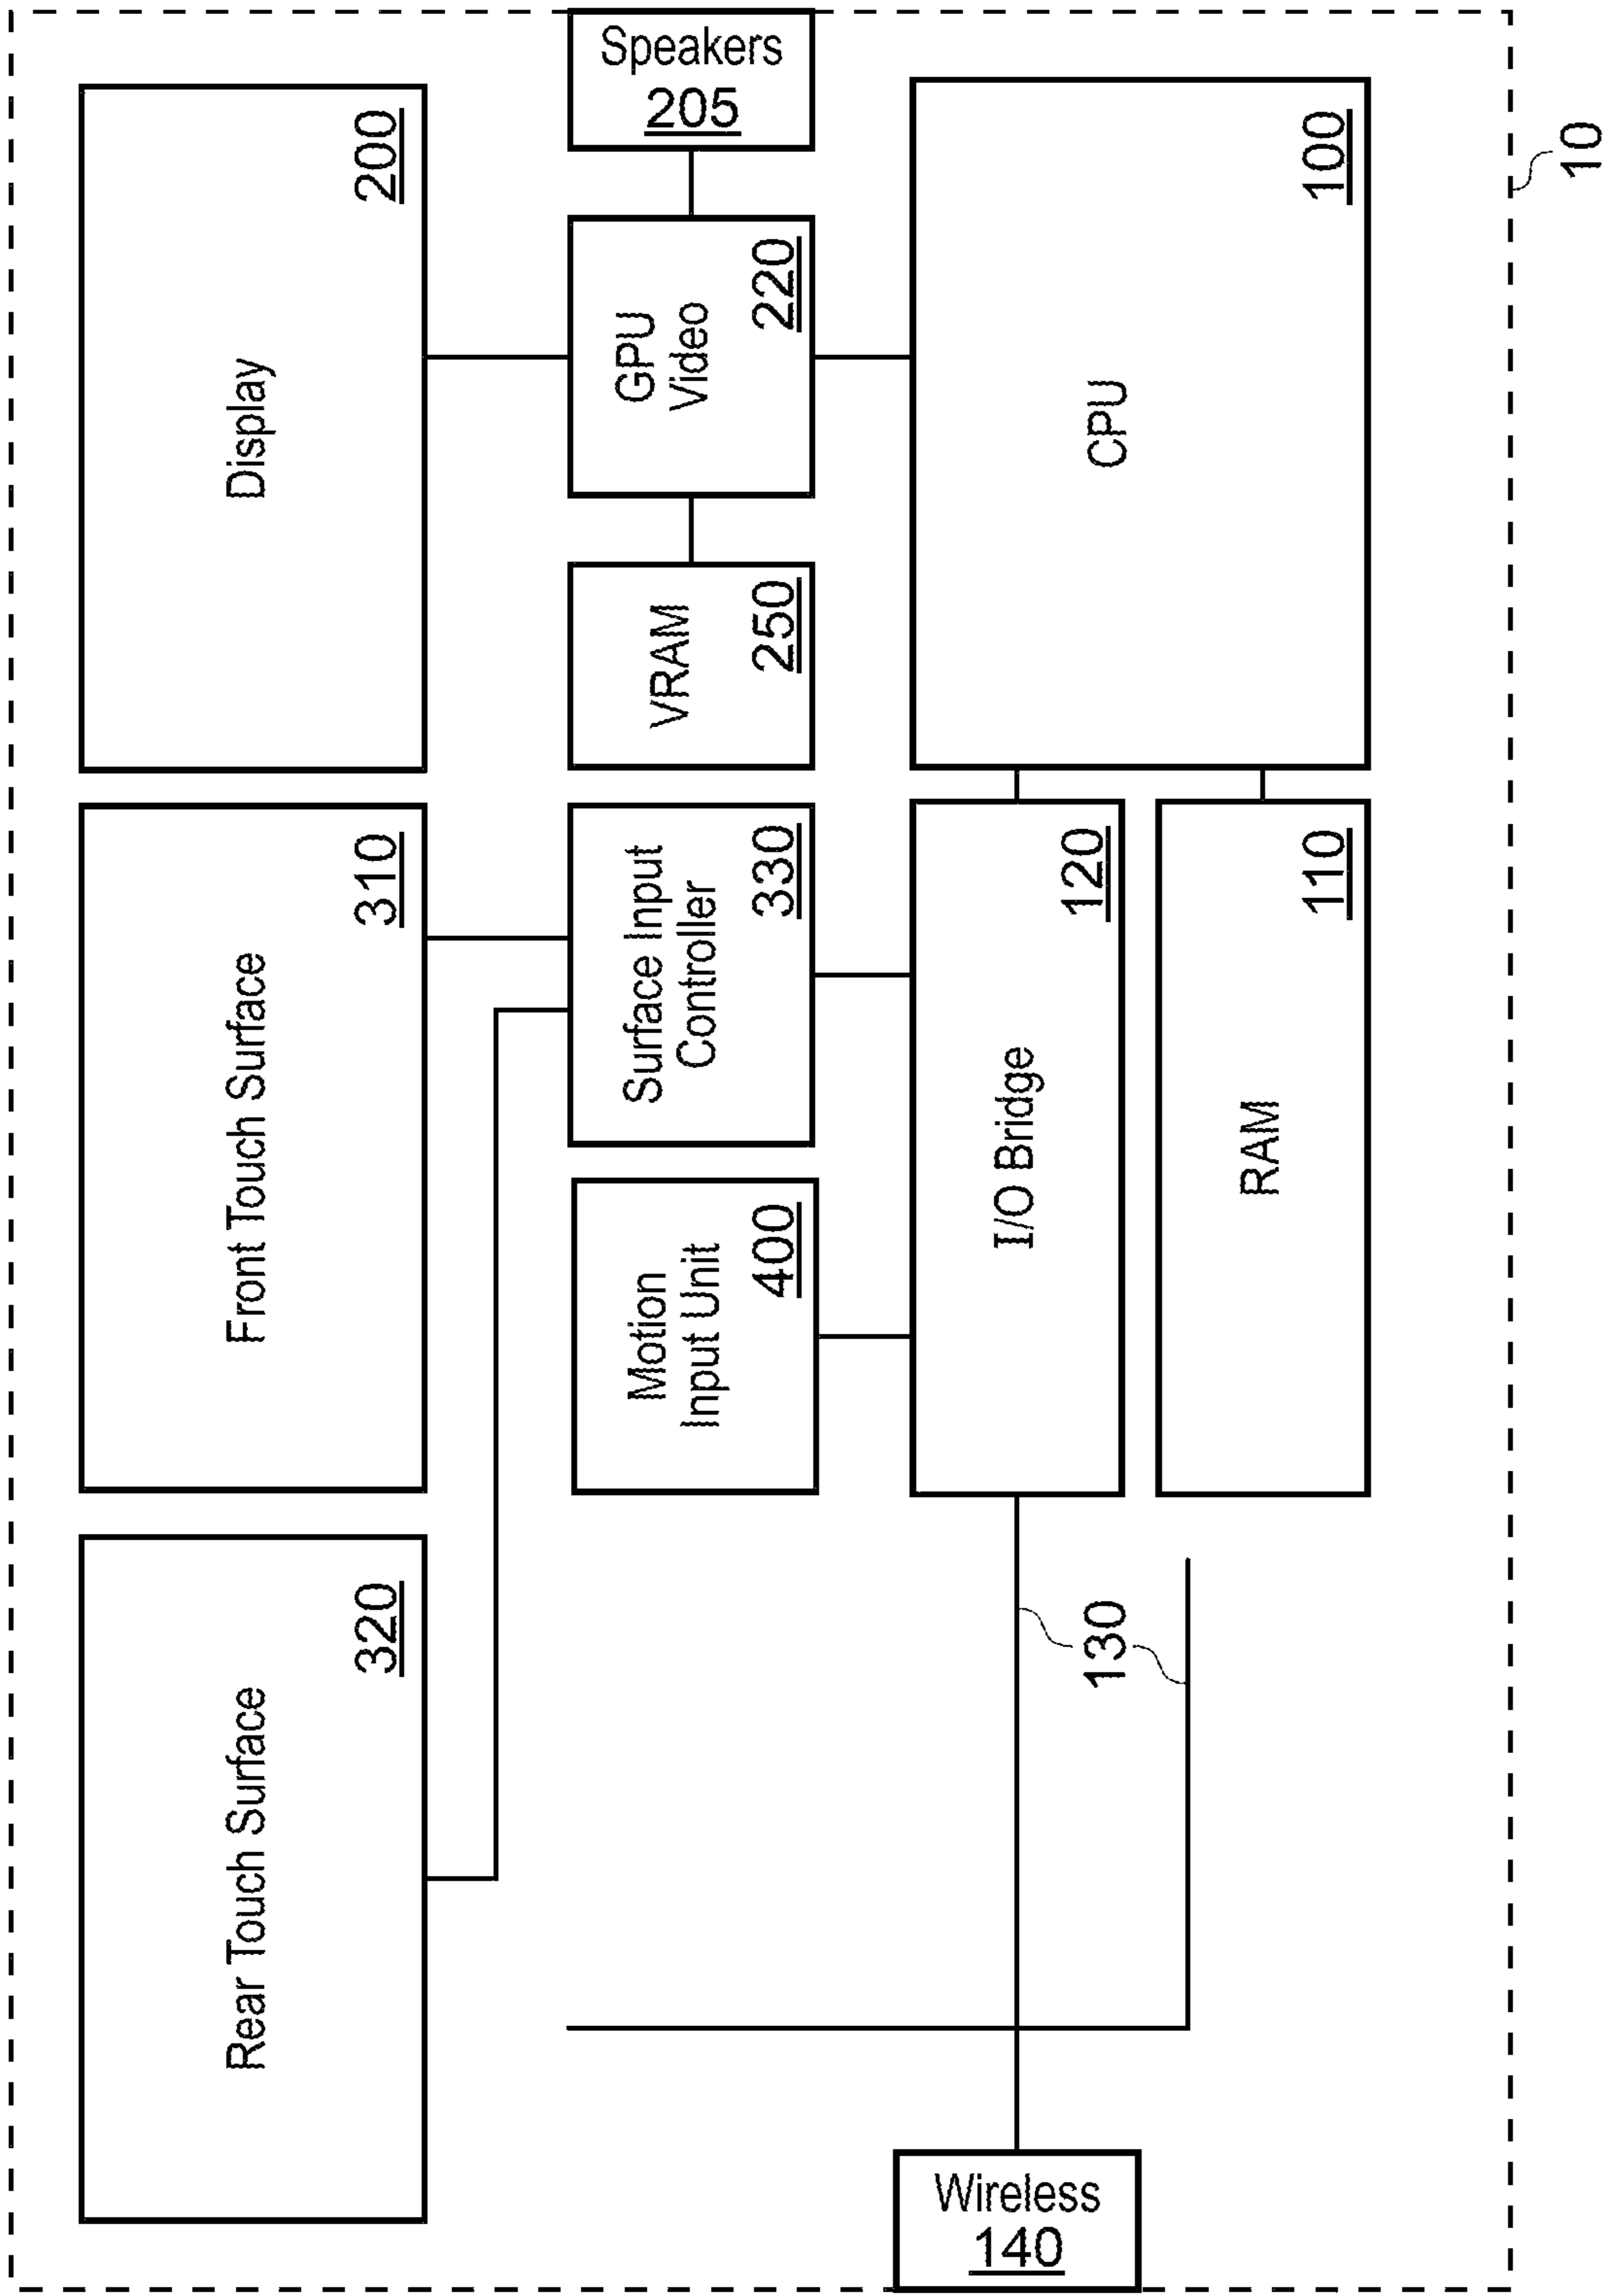 Rear Touch Surface
320
Front Touch Surface
310
Display
200
Motion
Input Unit
400
Surface Input
Controller
330
VRAM
250
GPU
Video
220
Speakers
205
Wireless
140
130
I/O Bridge
120
RAM
110
CPU
100
10